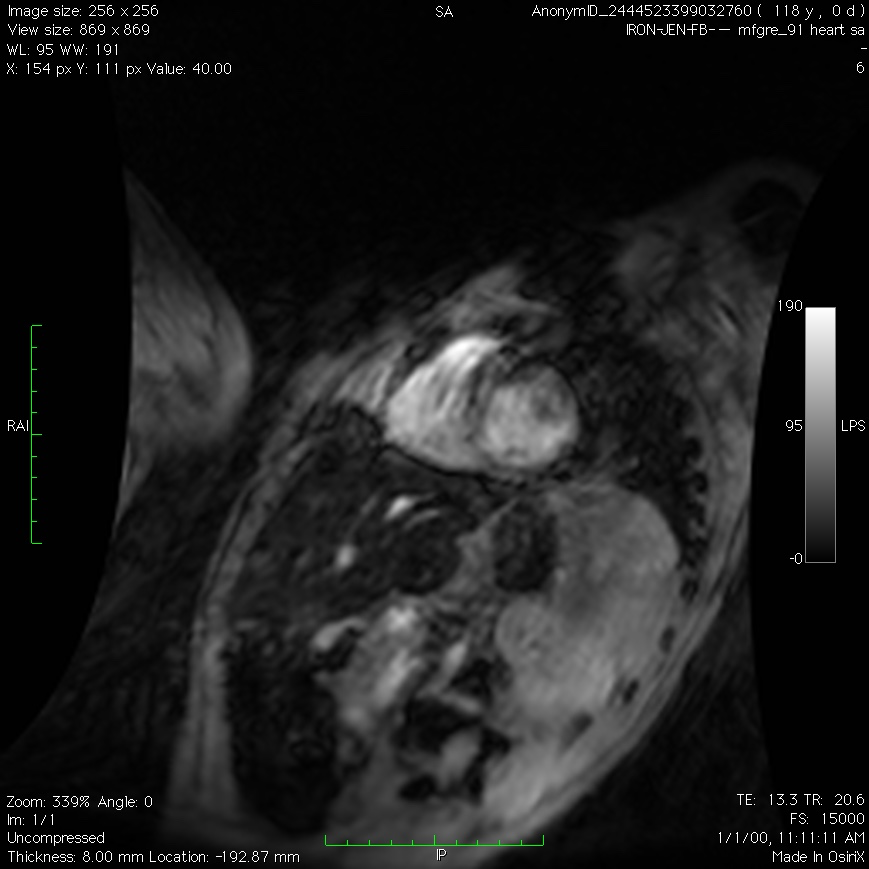 Image size: 256 x 256
View size: 869 x 869
WL: 95 WW: 191
X: 154 px Y: 111 px Value: 40.00
SA
AnonymID_2444523399032760 ( 118 y, 0 d )
IRON-JEN-FB-— mfgre_91 heart sa
-
6
190
95
-0
RAI
LPS
Zoom: 339% Angle: 0
Im: 1/1
Uncompressed
Thickness: 8.00 mm Location: -192.87 mm
IP
TE: 13.3 TR: 20.6
FS: 15000
1/1/00, 11:11:11 AM
Made In OsiriX